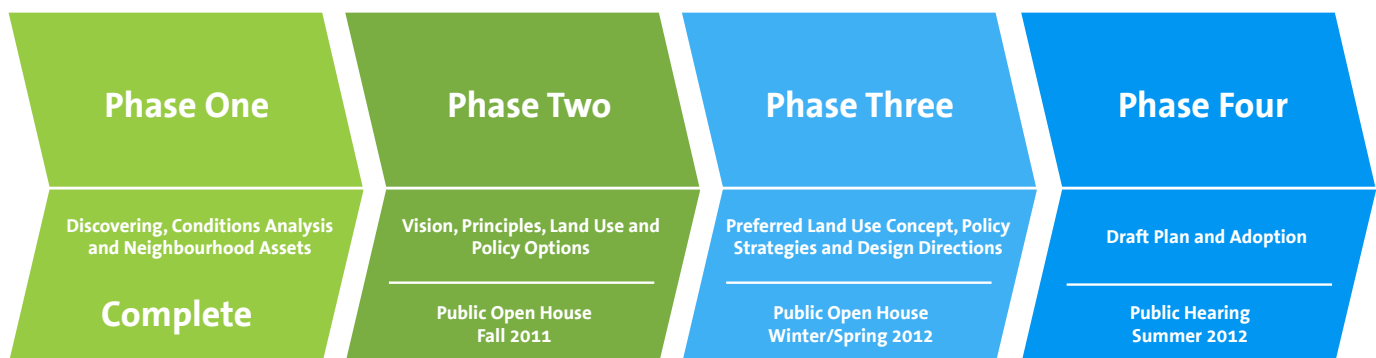 Phase One
Discovering, Conditions Analysis
and Neighbourhood Assets
Complete
Phase Two
Vision, Principles, Land Use and
Policy Options
Public Open House
Fall 2011
Phase Three
Preferred Land Use Concept, Policy
Strategies and Design Directions
Public Open House
Winter/Spring 2012
Phase Four
Draft Plan and Adoption
Public Hearing
Summer 2012